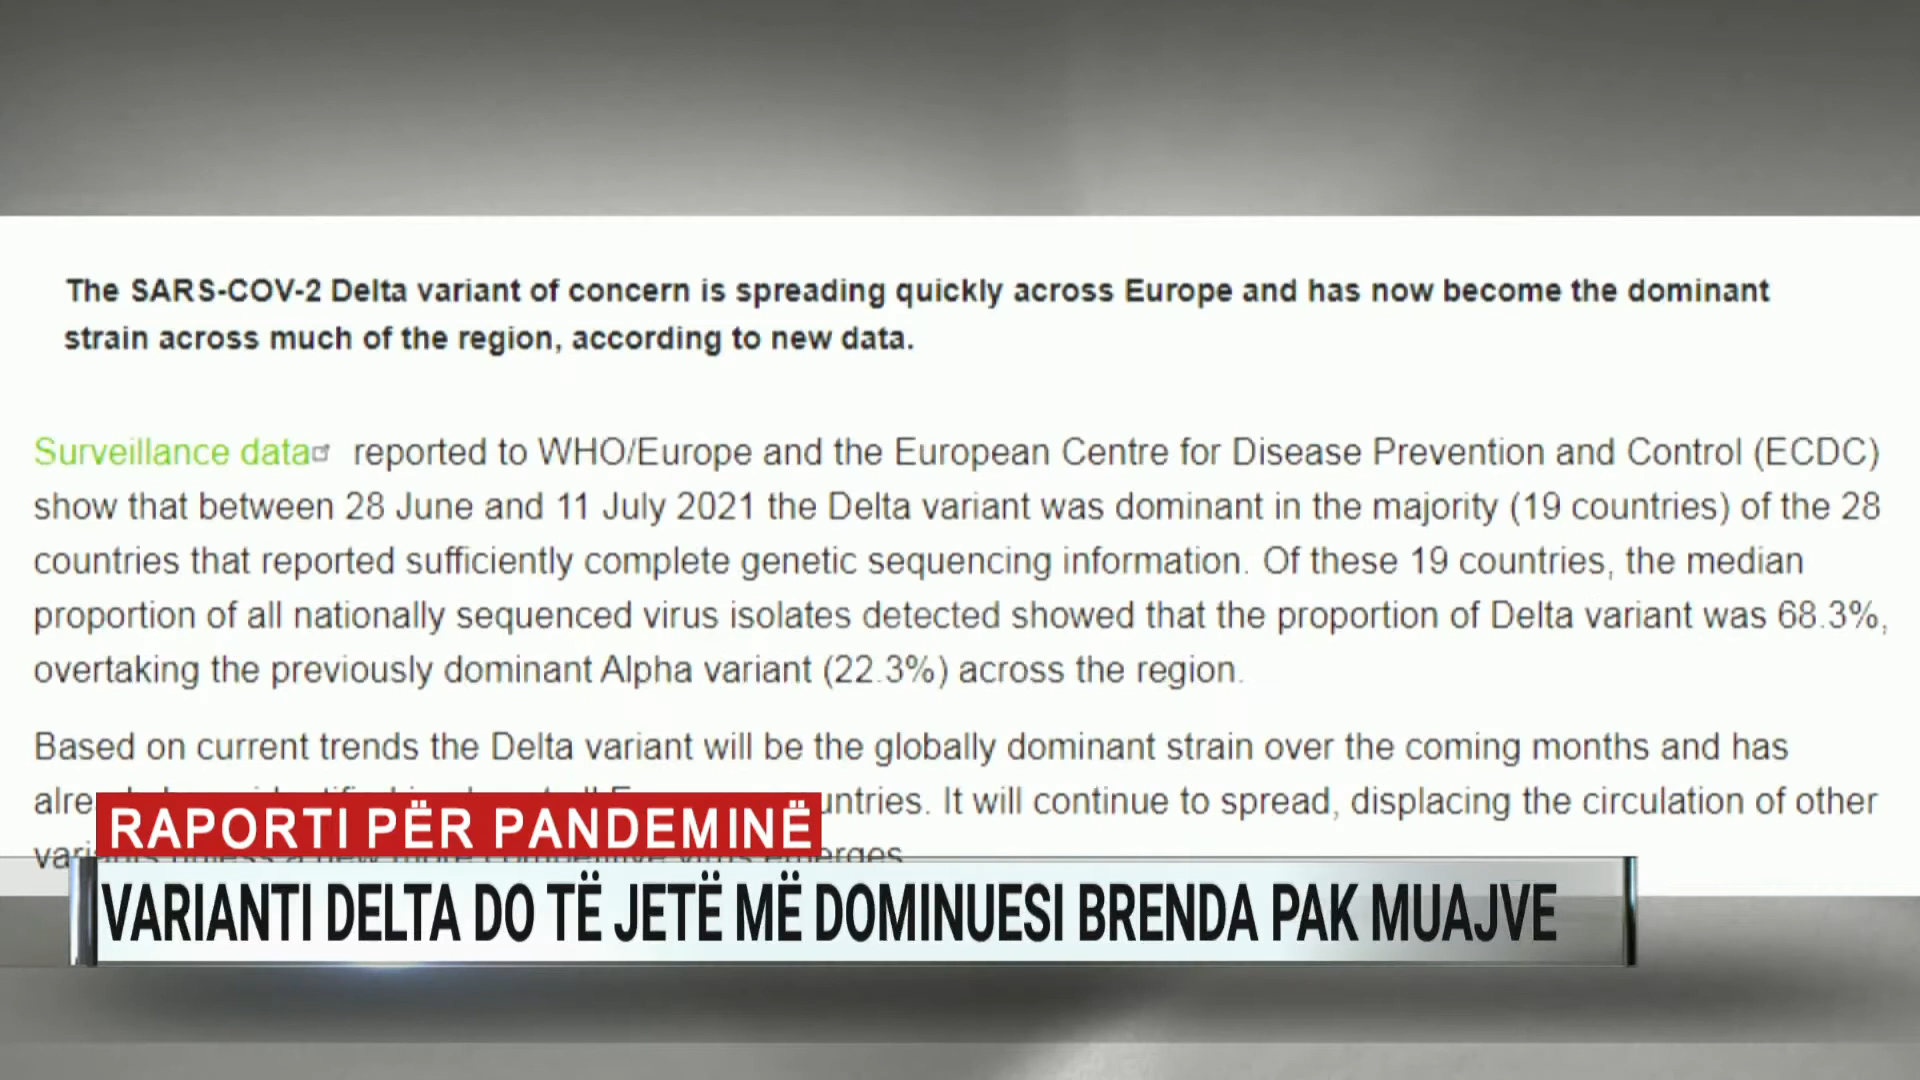 The SARS-COV-2 Delta variant of concern is spreading quickly across Europe and has now become the dominant
strain across much of the region, according to new data.
Surveillance data reported to WHO/Europe and the European Centre for Disease Prevention and Control (ECDC)
show that between 28 June and 11 July 2021 the Delta variant was dominant in the majority (19 countries) of the 28
countries that reported sufficiently complete genetic sequencing information. Of these 19 countries, the median
proportion of all nationally sequenced virus isolates detected showed that the proportion of Delta variant was 68.3%,
overtaking the previously dominant Alpha variant (22.3%) across the region.
Based on current trends the Delta variant will be the globally dominant strain over the coming months and has
untries. It will continue to spread, displacing the circulation of other
RAPORTI PËR PANDEMINË
VARIANTI DELTA DO TË JETË MË DOMINUESI BRENDA PAK MUAJVE